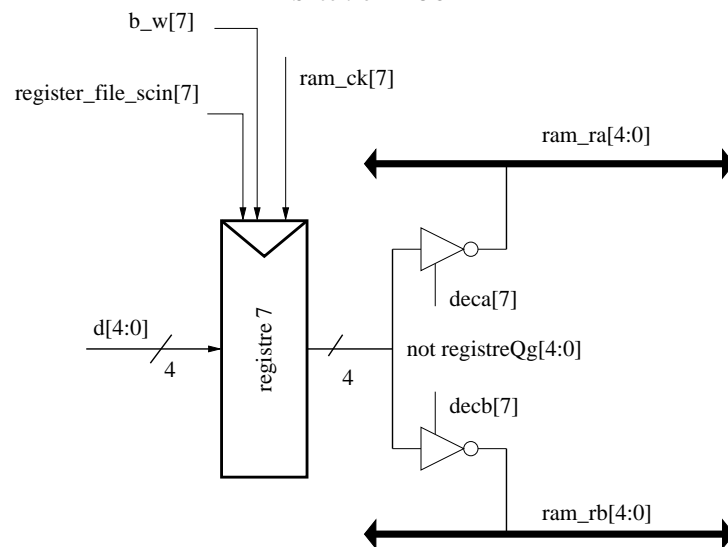 b_w[7]
ram_ck[7]
register_file_scin[7]
ram_ra[4:0]
deca[7]
d[4:0]
4
registre 7
4
not registreQg[4:0]
decb[7]
ram_rb[4:0]